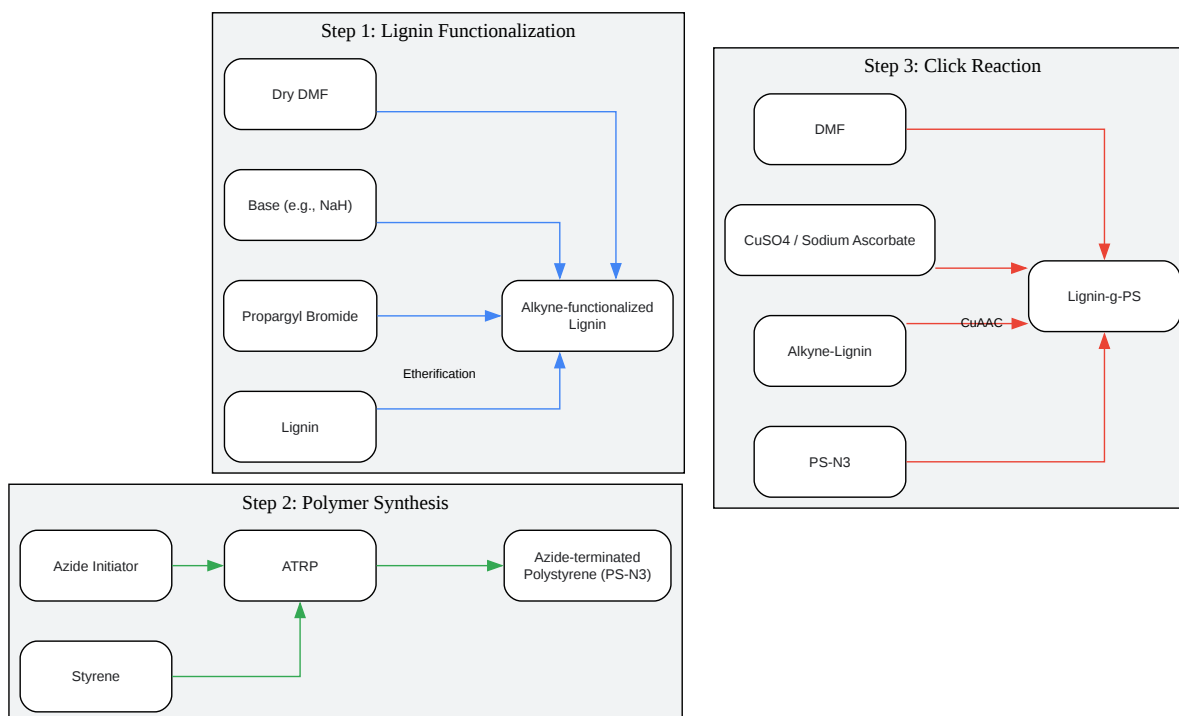 Step 1: Lignin Functionalization
Dry DMF
Base (e.g., NaH)
Propargyl Bromide
Alkyne-functionalized
Lignin
Etherification
Lignin
Step 2: Polymer Synthesis
Azide Initiator
ATRP
Azide-terminated
Polystyrene (PS-N3)
Styrene
Step 3: Click Reaction
DMF
CuSO4 / Sodium Ascorbate
Lignin-g-PS
CuAAC
Alkyne-Lignin
PS-N3